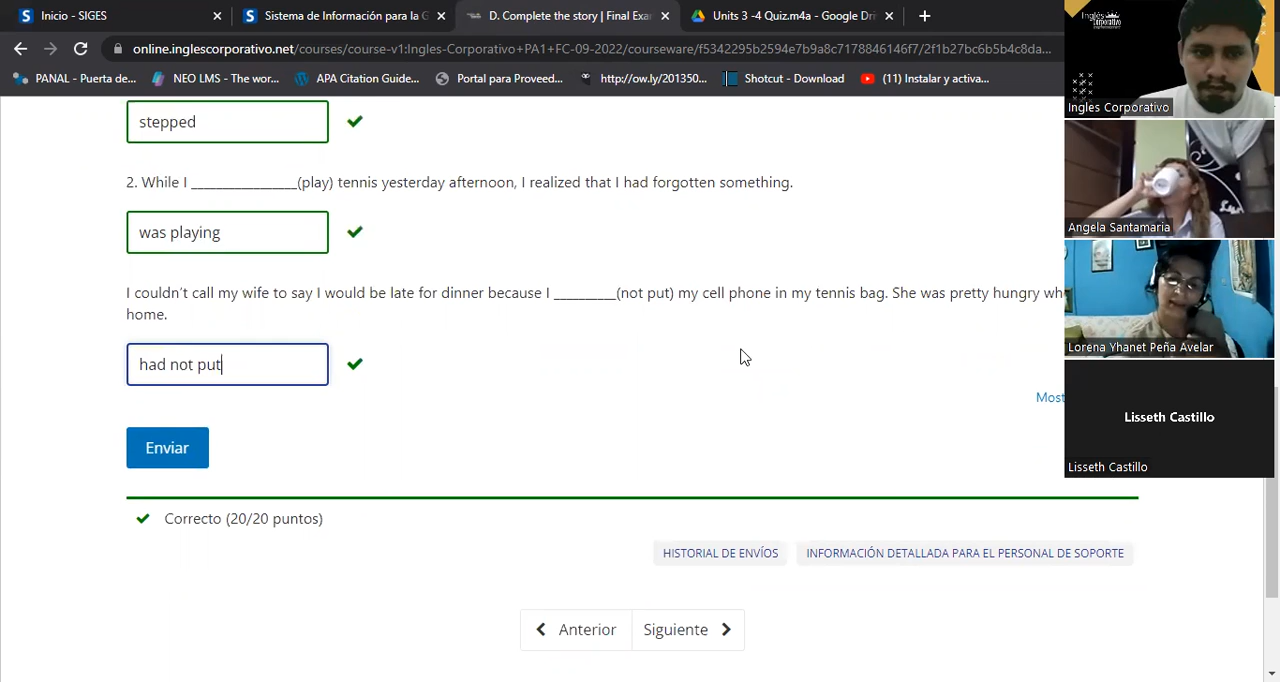 Inicio - SIGES
Sistema de Información para la G
D. Complete the story | Final Exa
Units 3 -4 Quiz.m4a - Google Dri
online.inglescorporativo.net/courses/course-v1:Ingles-Corporativo+PA1+FC-09-2022/courseware/f5342295b2594e7b9a8c7178846146f7/2f1b27bc6b5b4c8da...
PANAL - Puerta de...
NEO LMS - The wor...
APA Citation Guide...
Portal para Proveed...
http://ow.ly/201350...
Shotcut - Download
(11) Instalar y activa...
stepped
2. While I ________________(play) tennis yesterday afternoon, I realized that I had forgotten something.
was playing
I couldn't call my wife to say I would be late for dinner because I __________(not put) my cell phone in my tennis bag. She was pretty hungry whe
home.
had not put
Most
Enviar
Correcto (20/20 puntos)
HISTORIAL DE ENVÍOS
INFORMACIÓN DETALLADA PARA EL PERSONAL DE SOPORTE
Anterior
Siguiente
Inglés
Ingles Corporativo
Angela Santamaria
Lorena Yhanet Peña Avelar
Lisseth Castillo
Lisseth Castillo